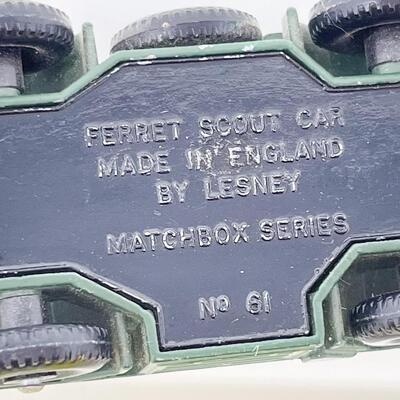 FERRET SCOUT CAR
MADE IN ENGLAND
BY LESNEY
MATCHBOX SERIES
Nº 61